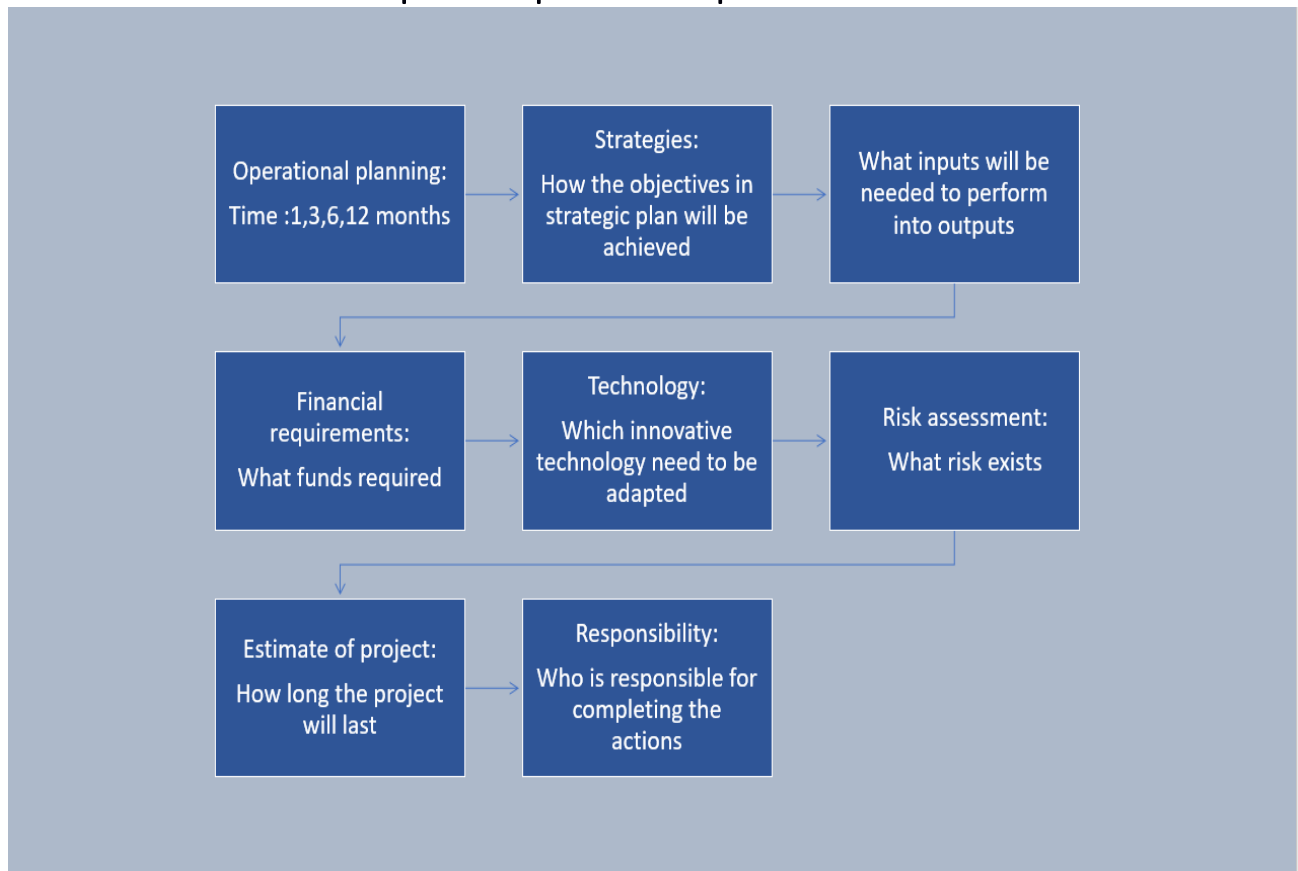 Operational planning:
Time :1,3,6,12 months
Strategies:
How the objectives in
strategic plan will be
achieved
What inputs will be
needed to perform
into outputs
Financial
requirements:
What funds required
Technology:
Which innovative
technology need to be
adapted
Risk assessment:
What risk exists
Estimate of project:
How long the project
will last
Responsibility:
Who is responsible for
completing the
actions